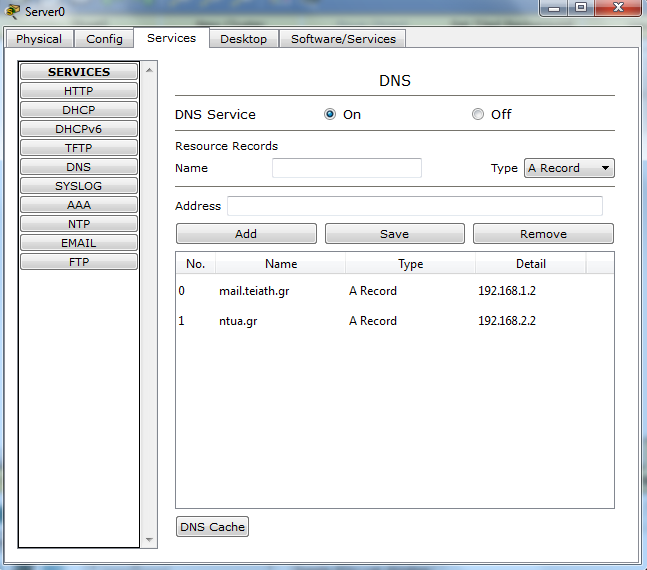 Server0
Physical Config Services Desktop Software/Services
SERVICES
HTTP
DHCP
DHCPv6
TFTP
DNS
SYSLOG
AAA
NTP
EMAIL
FTP
DNS
DNS Service On Off
Resource Records
Name Type A Record
Address
Add Save Remove
No. Name Type Detail
0 mail.teiath.gr A Record 192.168.1.2
1 ntua.gr A Record 192.168.2.2
DNS Cache